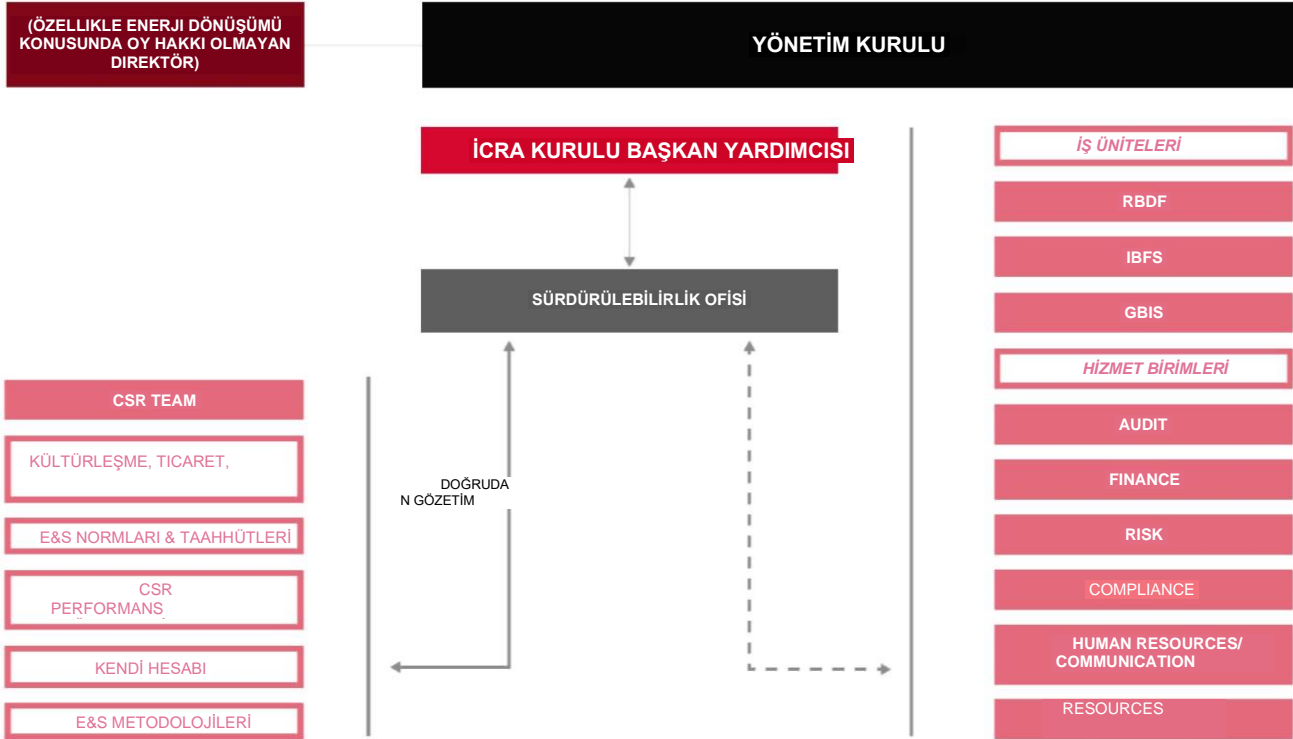 (ÖZELLIKLE ENERJI DÖNÜŞÜMÜ
KONUSUNDA OY HAKKI OLMAYAN
DIREKTÖR)
YÖNETİM KURULU
İCRA KURULU BAŞKAN YARDIMCISI
SÜRDÜRÜLEBİLİRLİK OFİSİ
CSR TEAM
KÜLTÜRLEŞME, TICARET,
E&S NORMLARI & TAAHHÜTLERİ
CSR
PERFORMANS
KENDİ HESABI
E&S METODOLOJİLERİ
DOĞRUDA
N GÖZETİM
İŞ ÜNİTELERİ
RBDF
IBFS
GBIS
HİZMET BİRİMLERİ
AUDIT
FINANCE
RISK
COMPLIANCE
HUMAN RESOURCES/
COMMUNICATION
RESOURCES